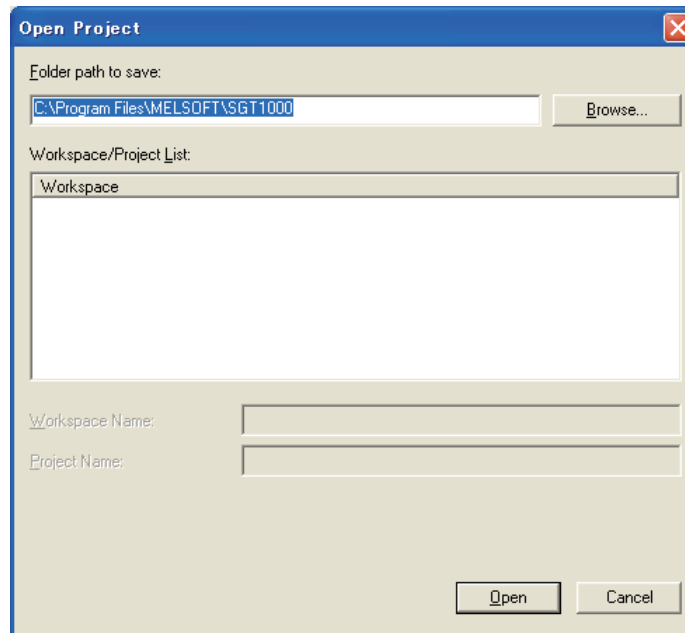 Open Project
Folder path to save:
C:\Program Files\MELSOFT\SGT1000
Browse...
Workspace/Project List:
Workspace
Workspace Name:
Project Name:
Open
Cancel